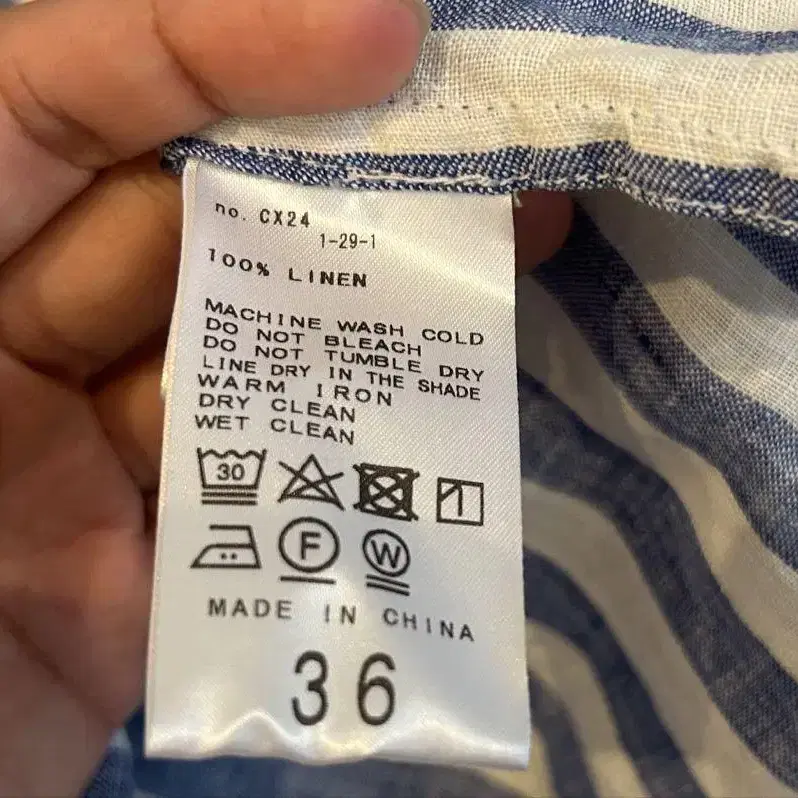 no. CX24
1-29-1
100% LINEN
MACHINE WASH COLD
DO NOT BLEACH
DO NOT TUMBLE DRY
LINE DRY IN THE SHADE
WARM IRON
DRY CLEAN
WET CLEAN
30
F W
MADE IN CHINA
36